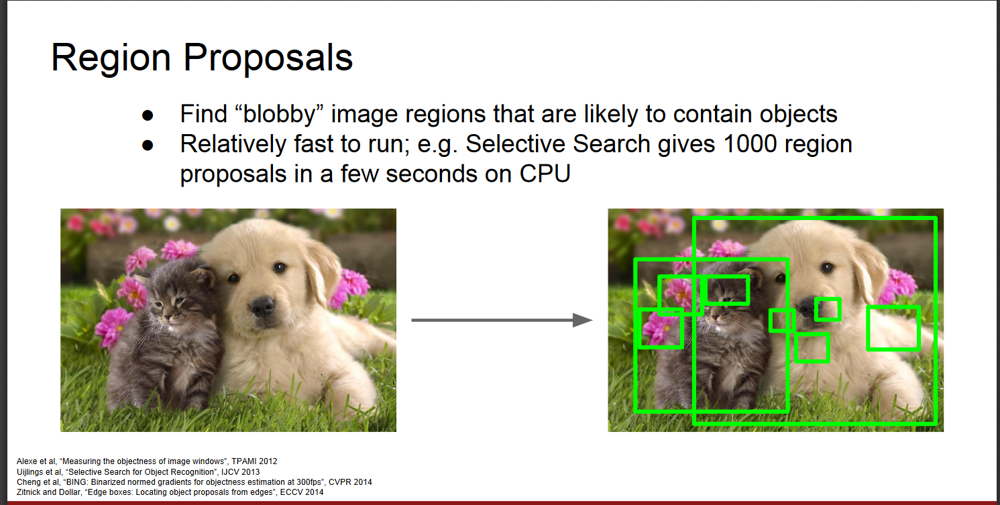 Region Proposals
● Find “blobby” image regions that are likely to contain objects
● Relatively fast to run; e.g. Selective Search gives 1000 region
proposals in a few seconds on CPU
Alexe et al, “Measuring the objectness of image windows”, TPAMI 2012
Uijlings et al, “Selective Search for Object Recognition”, IJCV 2013
Cheng et al, “BING: Binarized normed gradients for objectness estimation at 300fps”, CVPR 2014
Zitnick and Dollar, “Edge boxes: Locating object proposals from edges”, ECCV 2014